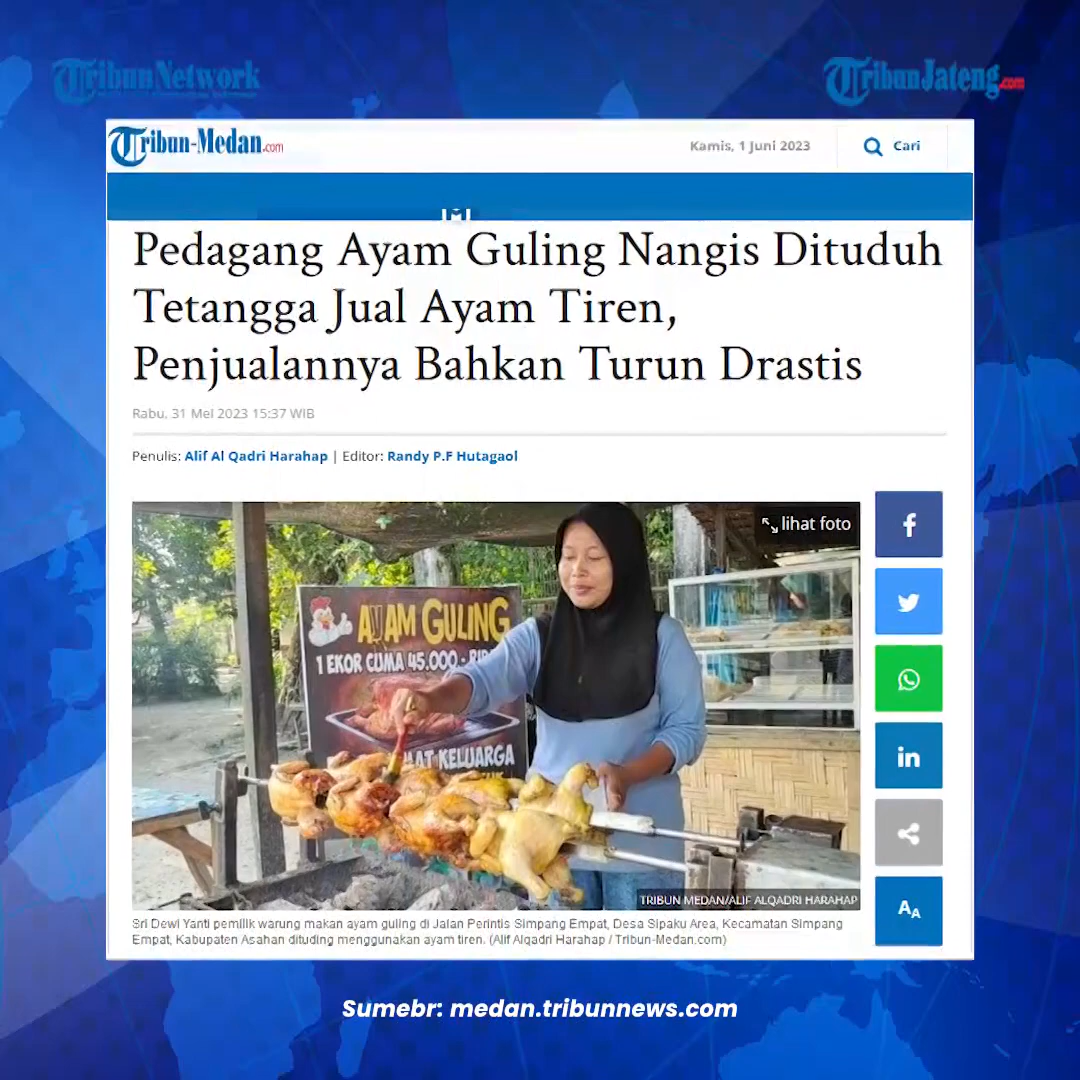 TribunNetwork
TribunJateng.com
Tribun-Medan.com
Kamis, 1 Juni 2023
Cari
Pedagang Ayam Guling Nangis Dituduh
Tetangga Jual Ayam Tiren,
Penjualannya Bahkan Turun Drastis
Rabu, 31 Mei 2023 15:37 WIB
Penulis: Alif Al Qadri Harahap | Editor: Randy P.F Hutagaol
lihat foto
AYAM GULING
1 EKOR CUMA 45.000.-
KELUARGA
TRIBUN MEDAN/ALIF ALQADRI HARAHAP
Sri Dewi Yanti pemilik warung makan ayam guling di Jalan Perintis Simpang Empat, Desa Sipaku Area, Kecamatan Simpang
Empat, Kabupaten Asahan dituding menggunakan ayam tiren. (Alif Alqadri Harahap / Tribun-Medan.com)
f
in
AA
Sumebr: medan.tribunnews.com